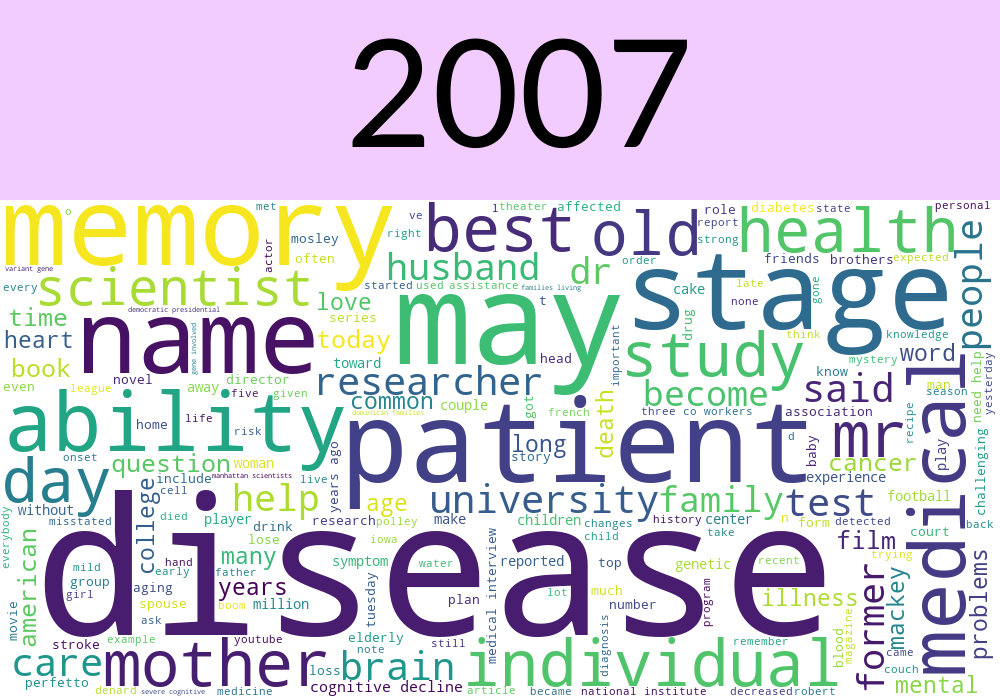 2007
memory
met
o
actor
mosley
often
variant gene
ve
right
best
l
theater
affected
old
role
report
strong
diabetes
state
health
personal
people
every
scientist
husband
dr
order
friends
brothers
expected
started
used
assistance
families living
stage
democratic presidential
time
heart
name
gene involved
love
series
today
may
t
cake
none
late
gone
drug
think
knowledge
head
important
study
mystery
word
book
toward
researcher
become
know
said
man
season
yesterday
need help
even
league
novel
away
director
five
given
common
dominican families
couple
got
french
death
three co workers
association
recipe
ability
home
life
risk
patient
long
story
d
baby
mr
play
medical
challenging
onset
question
woman
years ago
cancer
experience
day
include
manhattan scientists
live
cell
college
without
misstated
everybody
help
age
university
family
test
football
died
player
drink
research
polley
make
children
changes
history
center
n
form
detected
court
back
lose
iowa
child
take
film
trying
american
hand
many
symptom
water
medical interview
reported
top
genetic
recent
disease
mild
early
father
group
girl
aging
years
tuesday
plan
lot
much
program
illness
former
mackey
problems
spouse
boom
million
number
movie
ask
stroke
example
youtube
elderly
note
still
diagnosis
remember
blood
magazine
came
care
mother
loss
brain
individual
couch
perfetto
cognitive decline
mental
denard
severe cognitive
medicine
article
became
national institute
decreased
robert